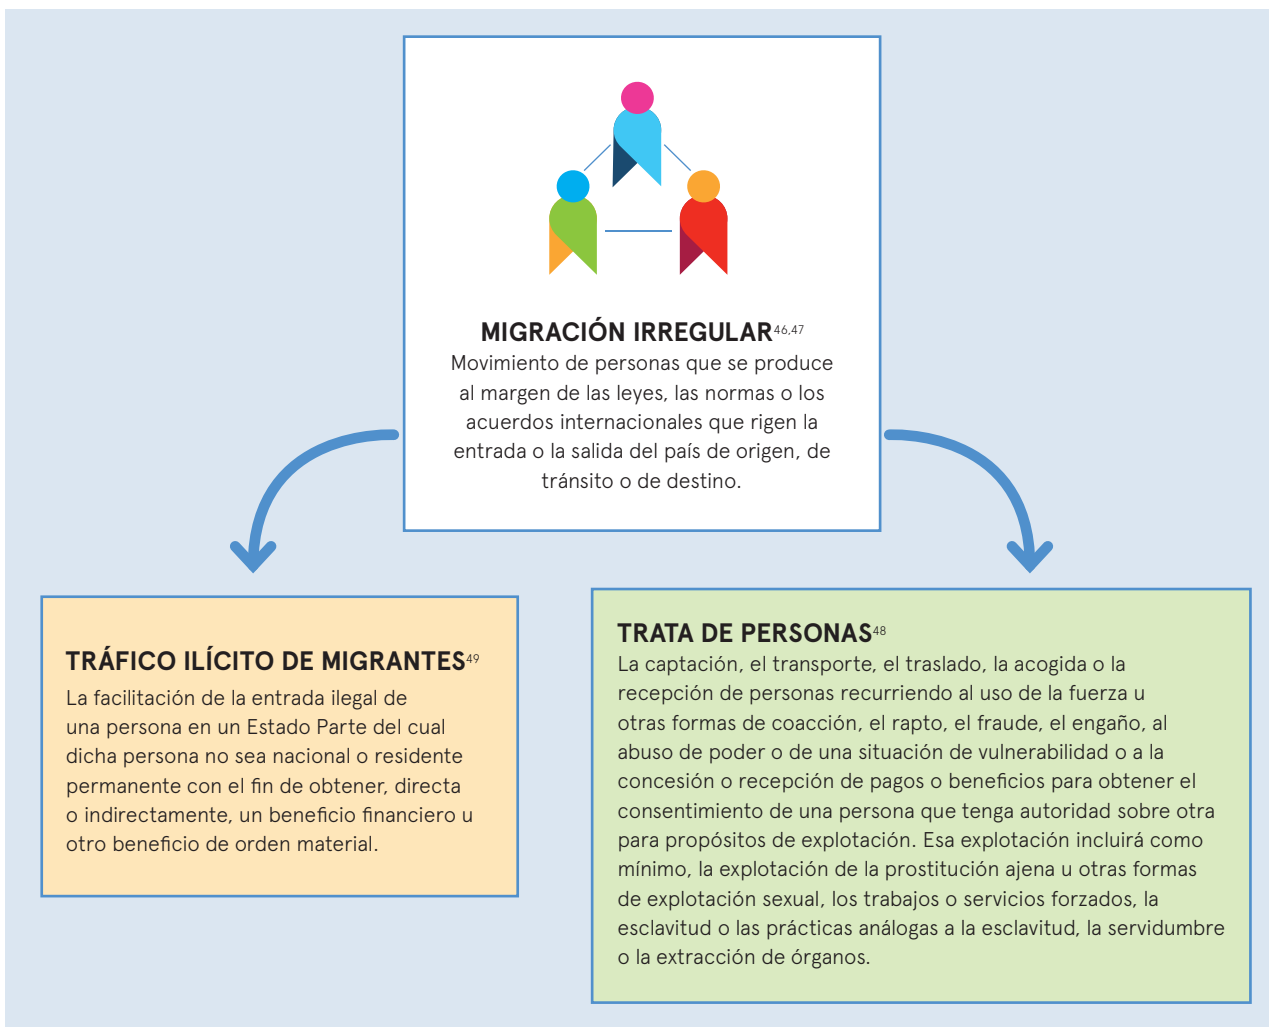 MIGRACIÓN IRREGULAR46,47
Movimiento de personas que se produce
al margen de las leyes, las normas o los
acuerdos internacionales que rigen la
entrada o la salida del país de origen, de
tránsito o de destino.
TRÁFICO ILÍCITO DE MIGRANTES49
La facilitación de la entrada ilegal de
una persona en un Estado Parte del cual
dicha persona no sea nacional o residente
permanente con el fin de obtener, directa
o indirectamente, un beneficio financiero u
otro beneficio de orden material.
TRATA DE PERSONAS48
La captación, el transporte, el traslado, la acogida o la
recepción de personas recurriendo al uso de la fuerza u
otras formas de coacción, el rapto, el fraude, el engaño, al
abuso de poder o de una situación de vulnerabilidad o a la
concesión o recepción de pagos o beneficios para obtener el
consentimiento de una persona que tenga autoridad sobre otra
para propósitos de explotación. Esa explotación incluirá como
mínimo, la explotación de la prostitución ajena u otras formas
de explotación sexual, los trabajos o servicios forzados, la
esclavitud o las prácticas análogas a la esclavitud, la servidumbre
o la extracción de órganos.